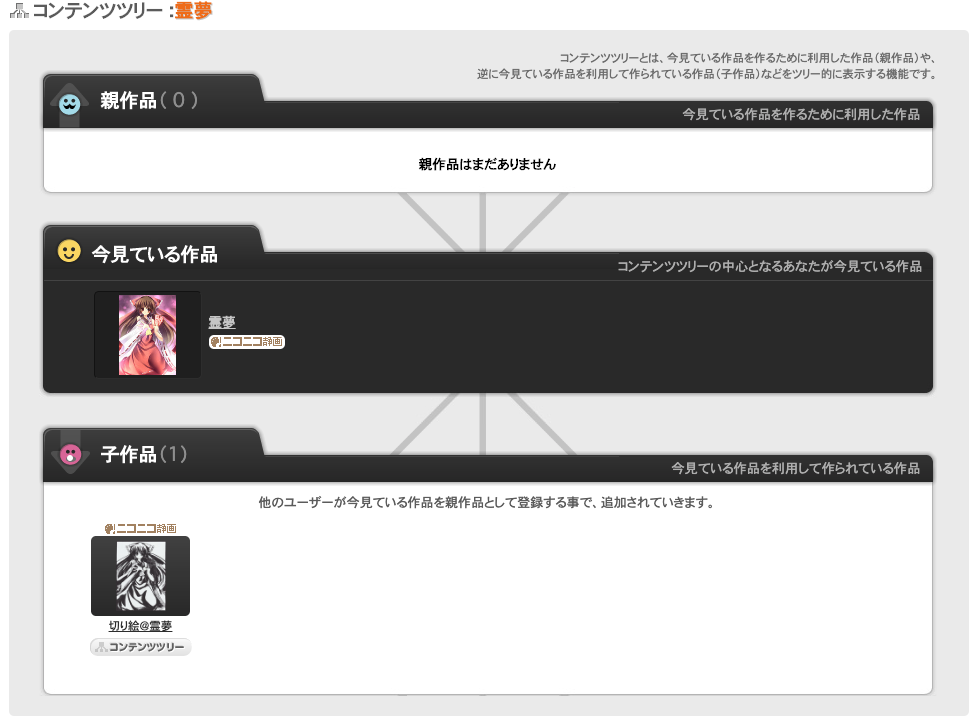 コンテンツツリー :霊夢
コンテンツツリーとは、今見ている作品を作るために利用した作品（親作品）や、
逆に今見ている作品を利用して作られている作品（子作品）などをツリー的に表示する機能です。
親作品（0）
今見ている作品を作るために利用した作品
親作品はまだありません
今見ている作品
コンテンツツリーの中心となるあなたが今見ている作品
霊夢
ニコニコ静画
子作品（1）
今見ている作品を利用して作られている作品
他のユーザーが今見ている作品を親作品として登録する事で、追加されていきます。
ニコニコ静画
切り絵@霊夢
コンテンツツリー